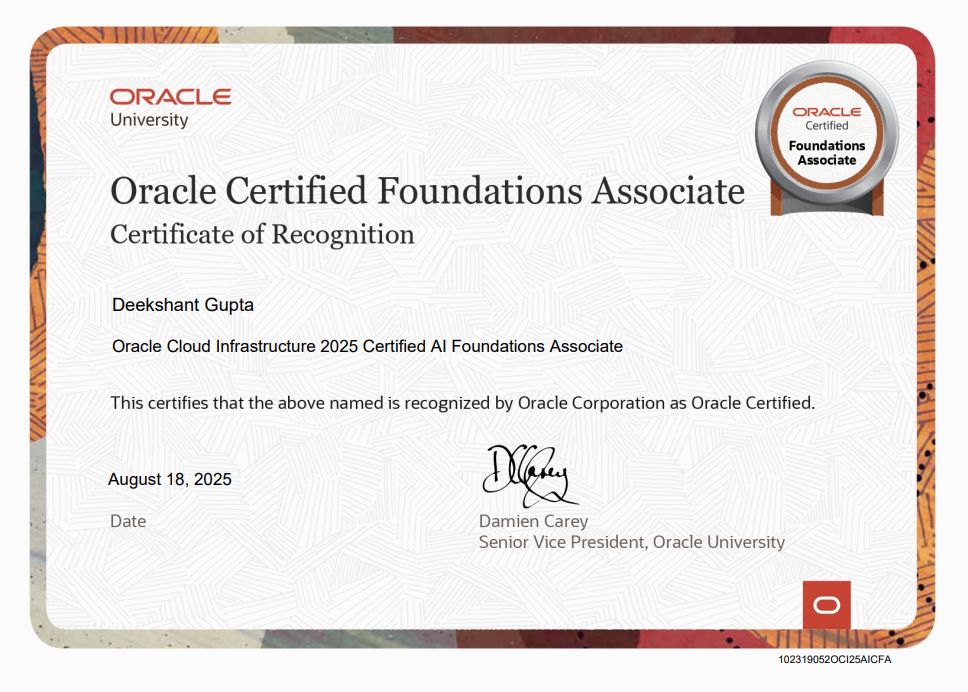 ORACLE
University
ORACLE
Certified
Foundations
Associate
Oracle Certified Foundations Associate
Certificate of Recognition
Deekshant Gupta
Oracle Cloud Infrastructure 2025 Certified AI Foundations Associate
This certifies that the above named is recognized by Oracle Corporation as Oracle Certified.
August 18, 2025
Date
Damien Carey
Senior Vice President, Oracle University
102319052OCI25AICFA